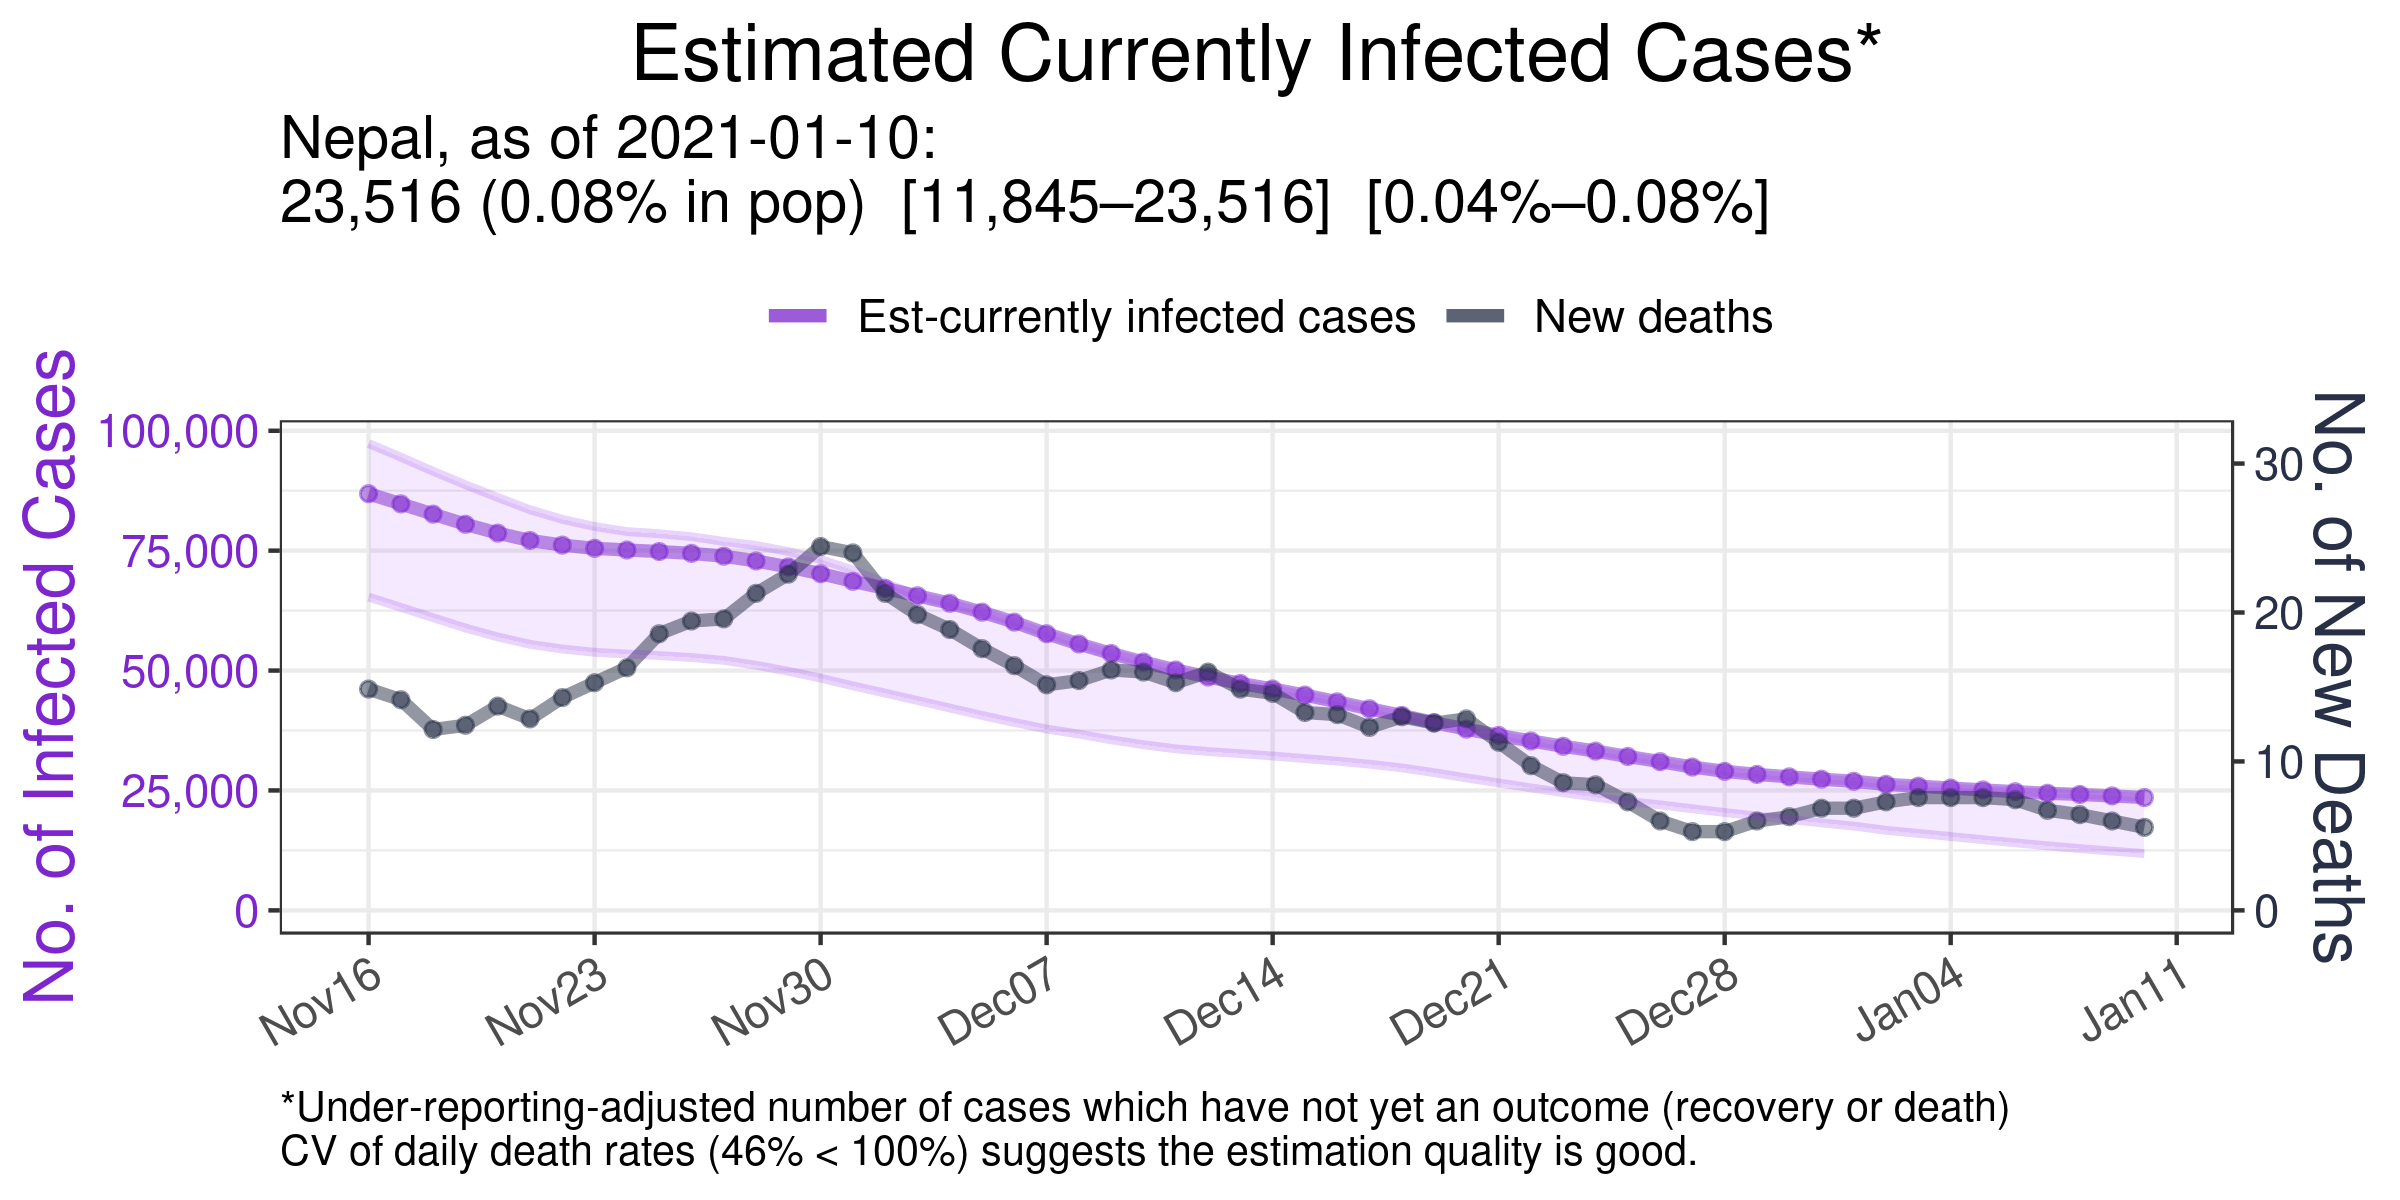 Estimated Currently Infected Cases*
Nepal, as of 2021-01-10:
23,516 (0.08% in pop)  [11,845–23,516]  [0.04%–0.08%]
Est-currently infected cases
New deaths
No. of Infected Cases
100,000
75,000
50,000
25,000
0
No. of New Deaths
30
20
10
0
Nov16
Nov23
Nov30
Dec07
Dec14
Dec21
Dec28
Jan04
Jan11
*Under-reporting-adjusted number of cases which have not yet an outcome (recovery or death)
CV of daily death rates (46% < 100%) suggests the estimation quality is good.